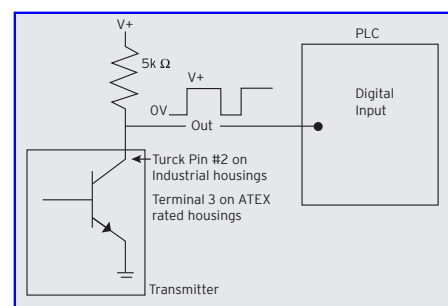 V+
PLC
5k Ω
V+
0V
Digital
Input
Out
Turck Pin #2 on
Industrial housings
Terminal 3 on ATEX
rated housings
Transmitter